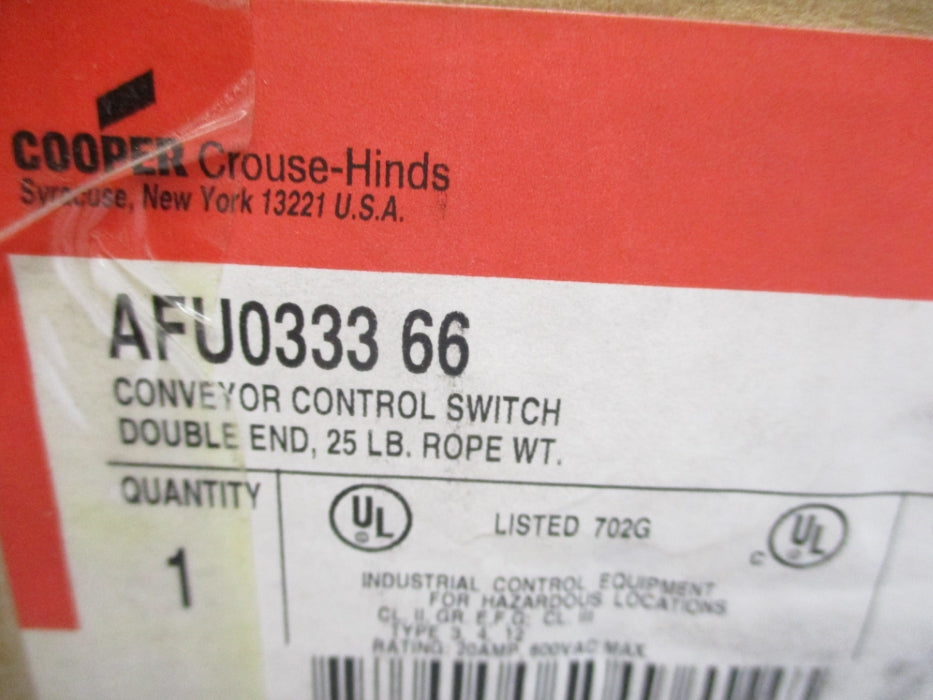 COOPER Crouse-Hinds
Syracuse, New York 13221 U.S.A.
AFU0333 66
CONVEYOR CONTROL SWITCH
DOUBLE END, 25 LB. ROPE WT.
QUANTITY
1
UL
LISTED 702G
C UL
INDUSTRIAL CONTROL EQUIPMENT
FOR HAZARDOUS LOCATIONS
CL. II, GR. E,F,G; CL. III
TYPE 3, 4, 12
RATING: 20AMP, 600VAC MAX